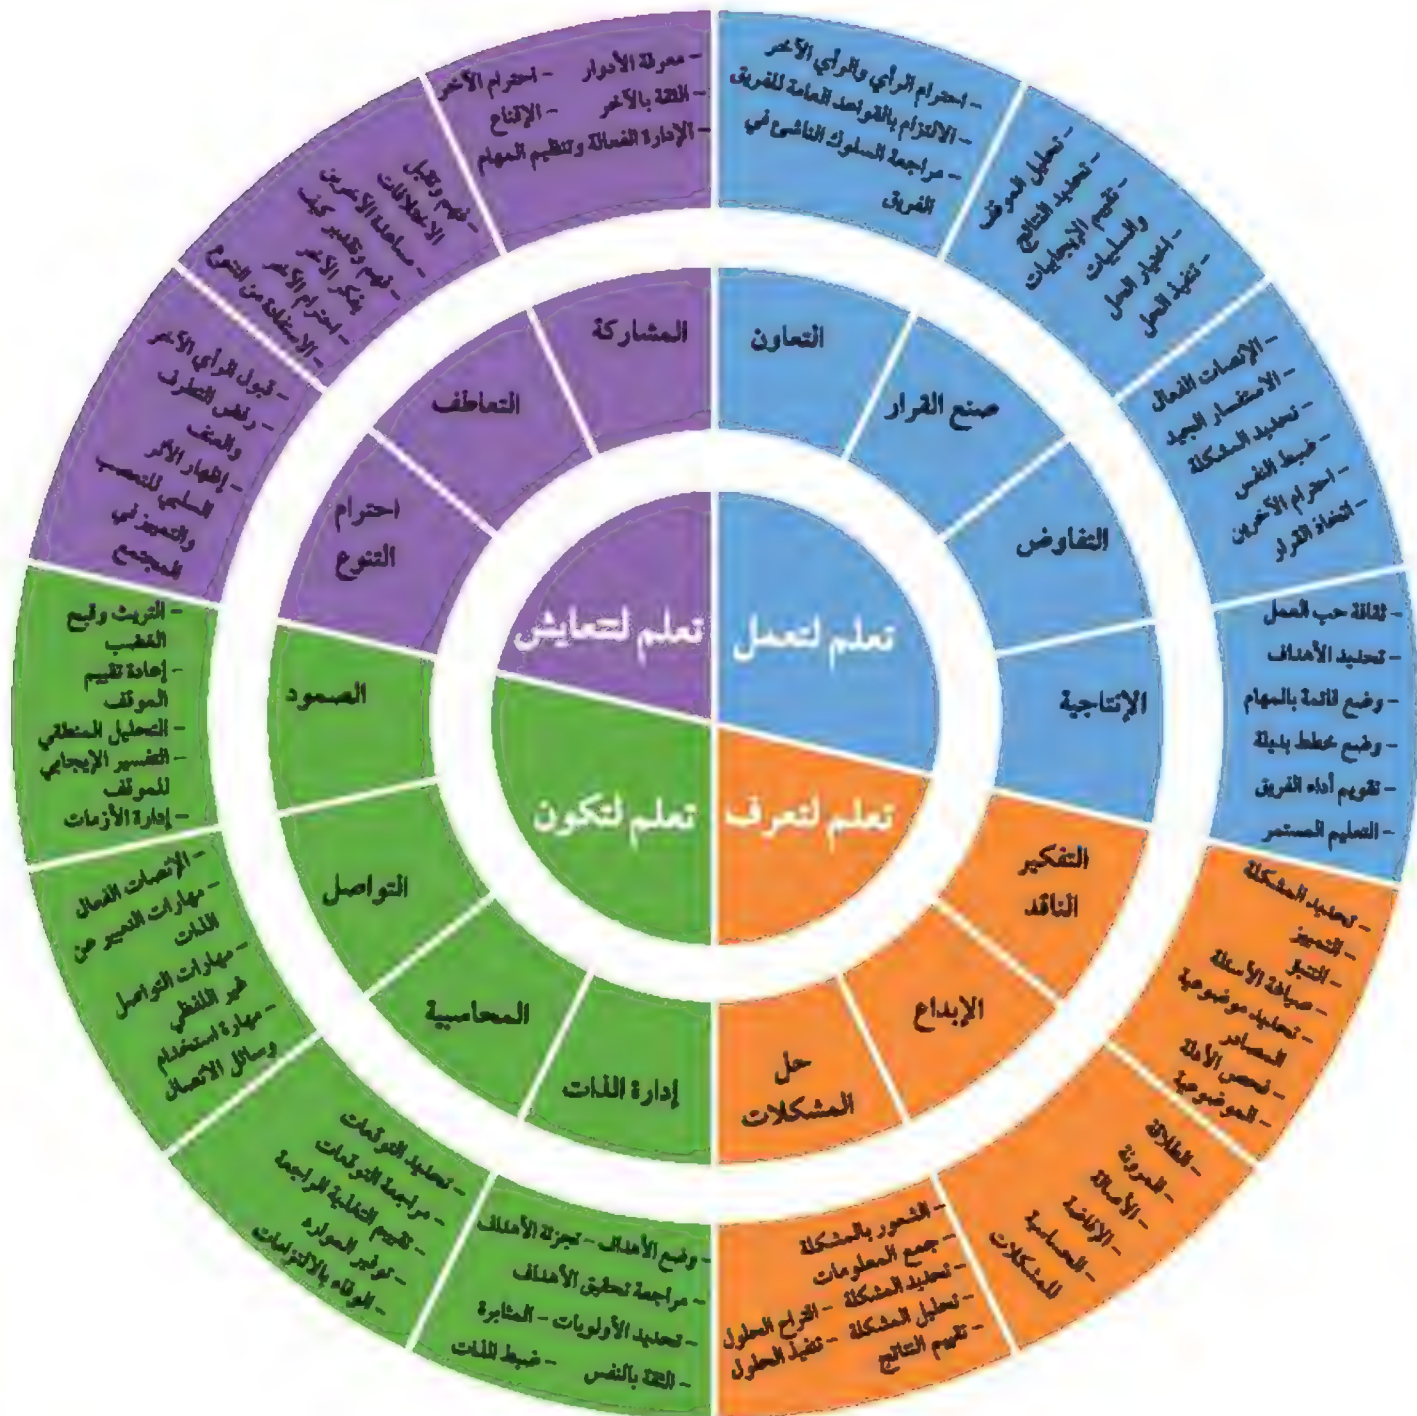 تعلم لتعمل
تعلم لتعرف
تعلم لتكون
تعلم لتتعايش
التعاون
صنع القرار
التفاوض
الإنتاجية
التفكير
الناقد
الإبداع
حل
المشكلات
إدارة الذات
المحاسبية
التواصل
الصمود
احترام
التنوع
التعاطف
المشاركة
- احترام الرأي والرأي الآخر
- الالتزام بالقواعد العامة للفريق
- مراجعة السلوك الناشئ في
الفريق
- تحليل الموقف
- تحديد النتائج
- تقييم الإيجابيات
والسلبيات
- اختيار الحل
- تنفيذ الحل
- الإنصات الفعال
- الاستفسار الجيد
- تحديد المشكلة
- ضبط النفس
- احترام الآخرين
- اتخاذ القرار
- ثقافة حب العمل
- تحديد الأهداف
- وضع قائمة بالمهام
- وضع خطط بديلة
- تقويم أداء الفريق
- التعليم المستمر
- تحديد المشكلة
- التمييز
- التنبؤ
- صياغة الأسئلة
- تحديد موضوعية
المصادر
- فحص الأدلة
- الموضوعية
- الطلاقة
- المرونة
- الأصالة
- الإفاضة
- الحساسية
للمشكلات
- الشعور بالمشكلة
- جمع المعلومات
- تحديد المشكلة - اقتراح الحلول
- تحليل المشكلة - تنفيذ الحلول
- تقييم النتائج
- وضع الأهداف - تجزئة الأهداف
- مراجعة تحقيق الأهداف
- تحديد الأولويات - المثابرة
- الثقة بالنفس - ضبط الذات
- تحديد التوقعات
- مراجعة التوقعات
- تقييم التغذية الراجعة
- توفير الموارد
- الوفاء بالالتزامات
- الإنصات الفعال
- مهارات التعبير عن
الذات
- مهارات التواصل
غير اللفظي
- مهارة استخدام
وسائل الاتصال
- التريث وقمع
الغضب
- إعادة تقييم
الموقف
- التحليل المنطقي
- التفسير الإيجابي
للموقف
- إدارة الأزمات
- قبول الرأي الآخر
- رفض التطرف
والعنف
- إظهار الأثر
السلبي للتعصب
والتمييز في
المجتمع
- فهم وتقبل
الاختلافات
- مساعدة الآخرين
- فهم وتقدير كيف
يفكر الآخر
- احترام الآخر
- الاستفادة من التنوع
- معرفة الأدوار - احترام الآخر
- الثقة بالآخر - الإقناع
- الإدارة الفعالة وتنظيم المهام